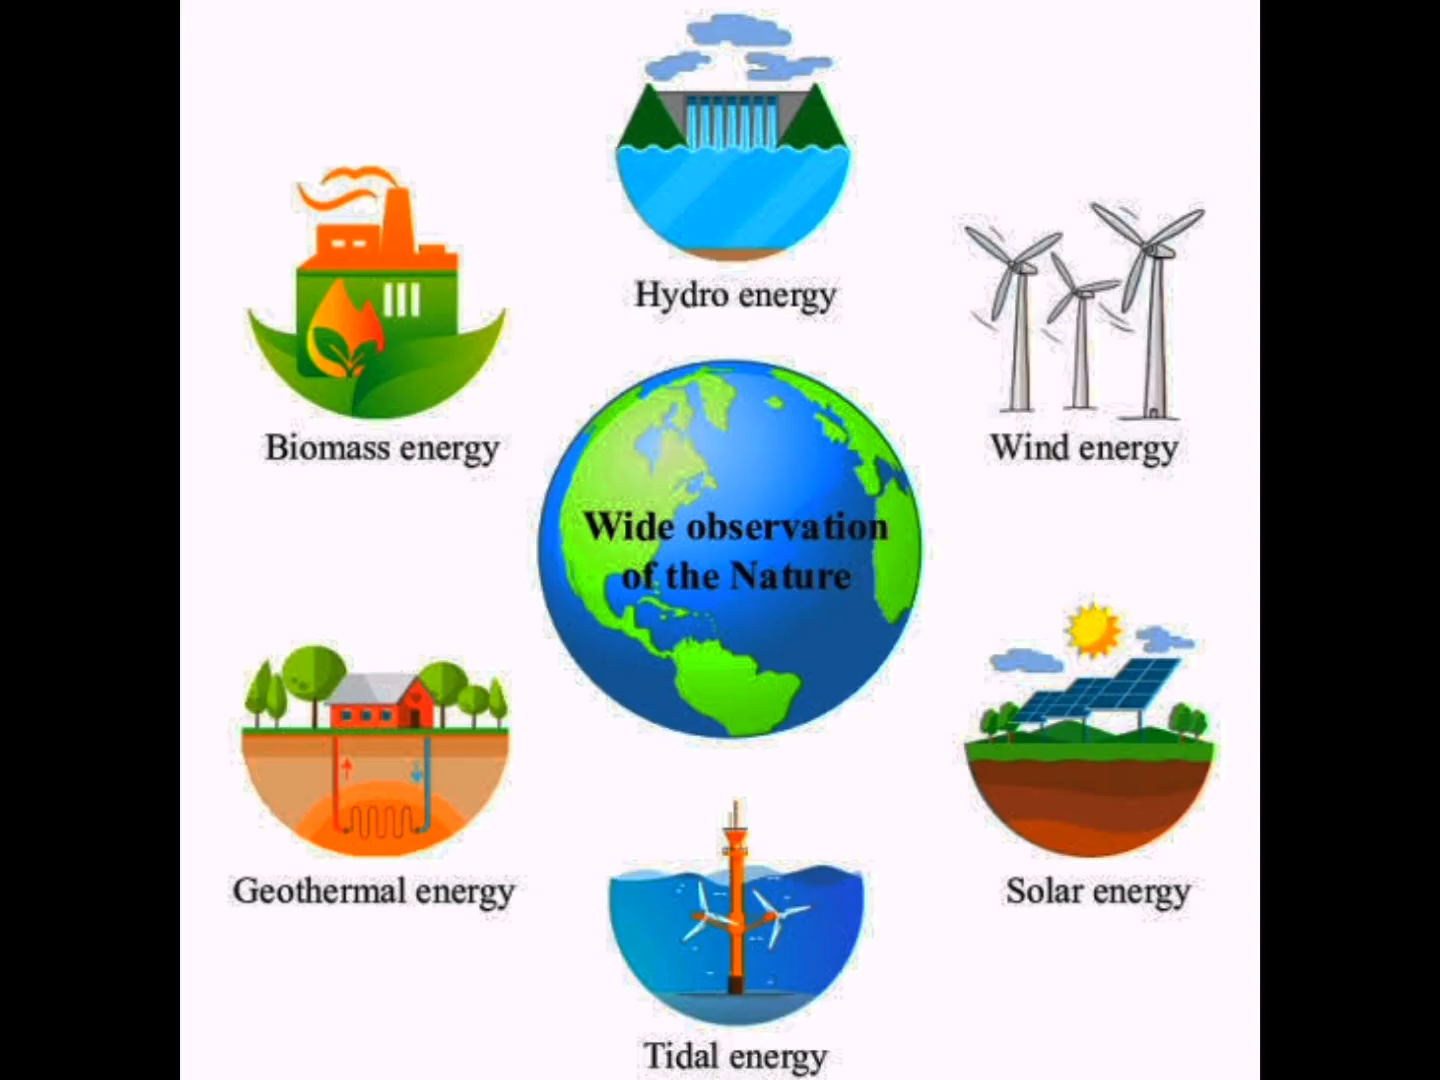 Hydro energy
Biomass energy
Wind energy
Wide observation
of the Nature
Geothermal energy
Solar energy
Tidal energy